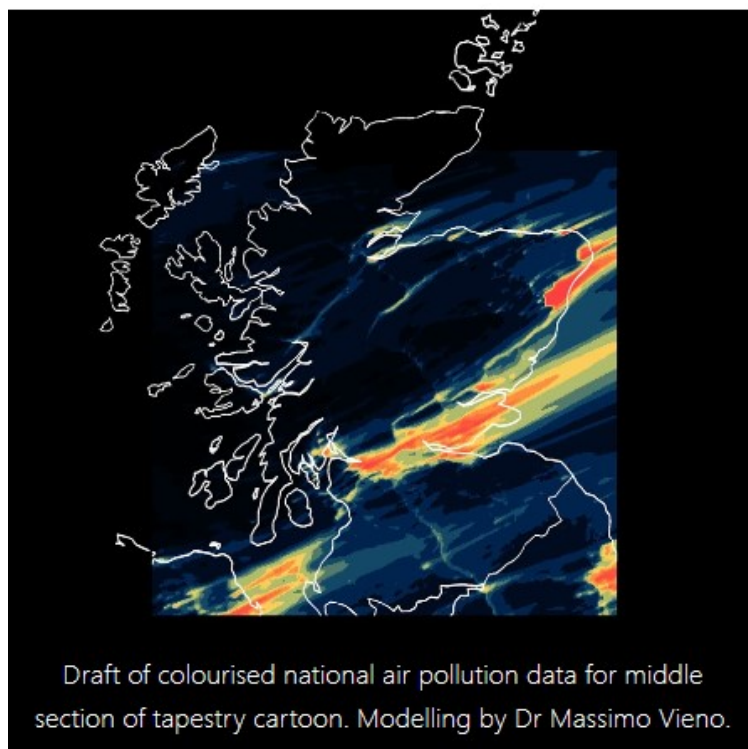 Draft of colourised national air pollution data for middle
section of tapestry cartoon. Modelling by Dr Massimo Vieno.